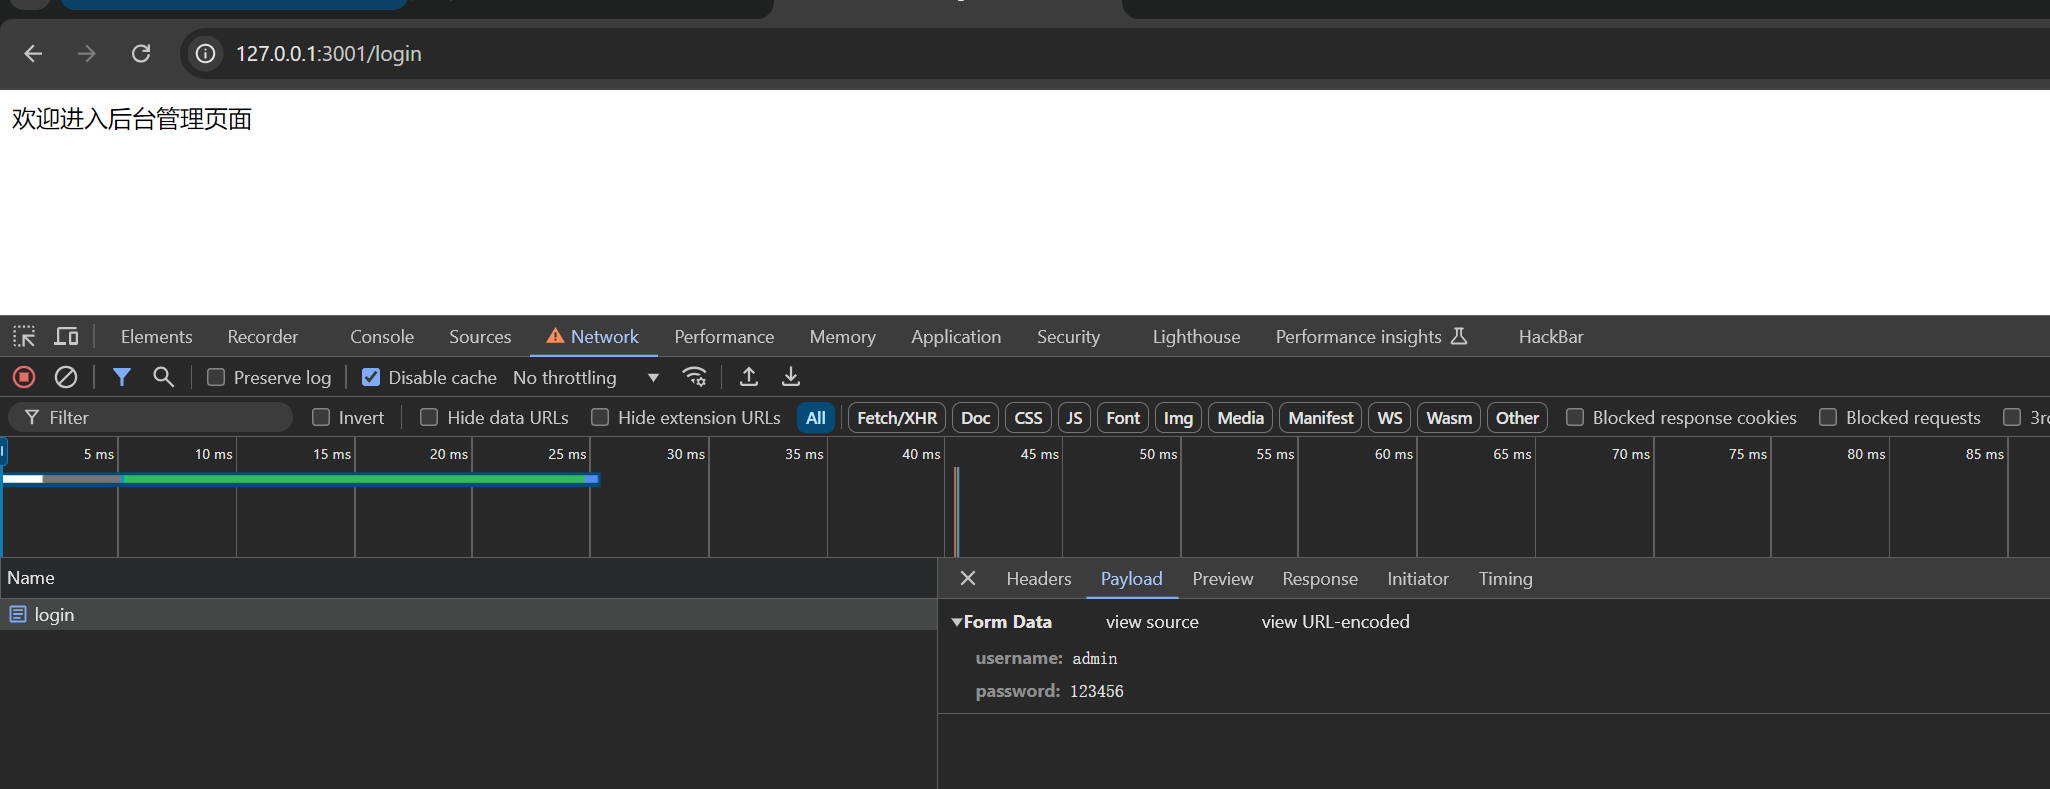 127.0.0.1:3001/login
欢迎进入后台管理页面
Elements Recorder Console Sources Network Performance Memory Application Security Lighthouse Performance insights HackBar
Preserve log Disable cache No throttling
Filter Invert Hide data URLs Hide extension URLs All Fetch/XHR Doc CSS JS Font Img Media Manifest WS Wasm Other Blocked response cookies Blocked requests
5 ms 10 ms 15 ms 20 ms 25 ms 30 ms 35 ms 40 ms 45 ms 50 ms 55 ms 60 ms 65 ms 70 ms 75 ms 80 ms 85 ms
Name Headers Payload Preview Response Initiator Timing
login
Form Data view source view URL-encoded
username: admin
password: 123456